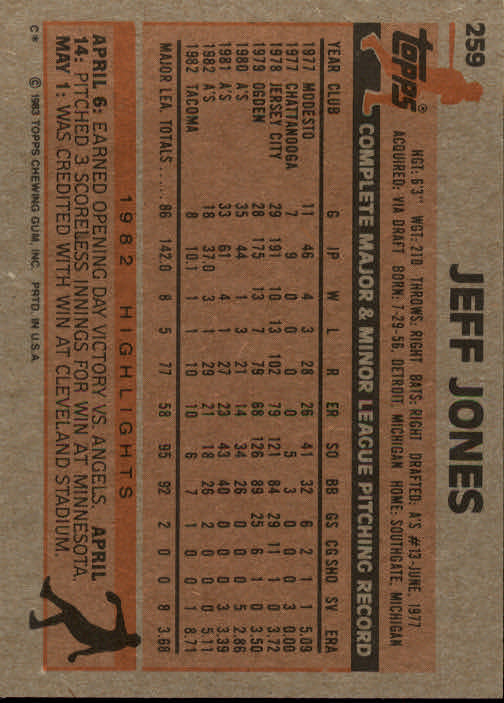 259
JEFF JONES
topps®
HGT: 6'3" WGT: 210 THROWS: RIGHT BATS: RIGHT DRAFTED: A'S #13-JUNE, 1977
ACQUIRED: VIA DRAFT BORN: 7-29-56, DETROIT, MICHIGAN HOME: SOUTHGATE, MICHIGAN
COMPLETE MAJOR & MINOR LEAGUE PITCHING RECORD
YEAR CLUB G IP W L R ER SO BB GS CG SHO SV ERA
1977 MODESTO 11 46 4 3 28 26 41 32 6 2 1 1 5.09
1977 CHATTANOOGA 7 9 0 0 0 0 5 3 0 0 0 3 0.00
1978 JERSEY CITY 29 191 10 13 102 79 121 84 29 11 1 0 3.72
1979 OGDEN 28 175 13 7 79 68 126 89 25 6 1 0 3.50
1980 A'S 35 44 1 3 21 14 34 26 0 0 0 5 2.86
1981 A'S 33 61 4 1 27 23 43 40 0 0 0 3 3.39
1982 A'S 18 37.0 3 1 29 21 18 26 2 0 0 0 5.11
1982 TACOMA 8 10.1 1 1 10 10 6 7 1 0 0 1 8.71
MAJOR LEA. TOTALS ..... 86 142.0 8 5 77 58 95 92 2 0 0 8 3.68
1982 HIGHLIGHTS
APRIL 6: EARNED OPENING DAY VICTORY VS. ANGELS. APRIL
14: PITCHED 3 SCORELESS INNINGS FOR WIN AT MINNESOTA.
MAY 1: WAS CREDITED WITH WIN AT CLEVELAND STADIUM.
C* © 1983 TOPPS CHEWING GUM, INC. PRTD. IN U.S.A.